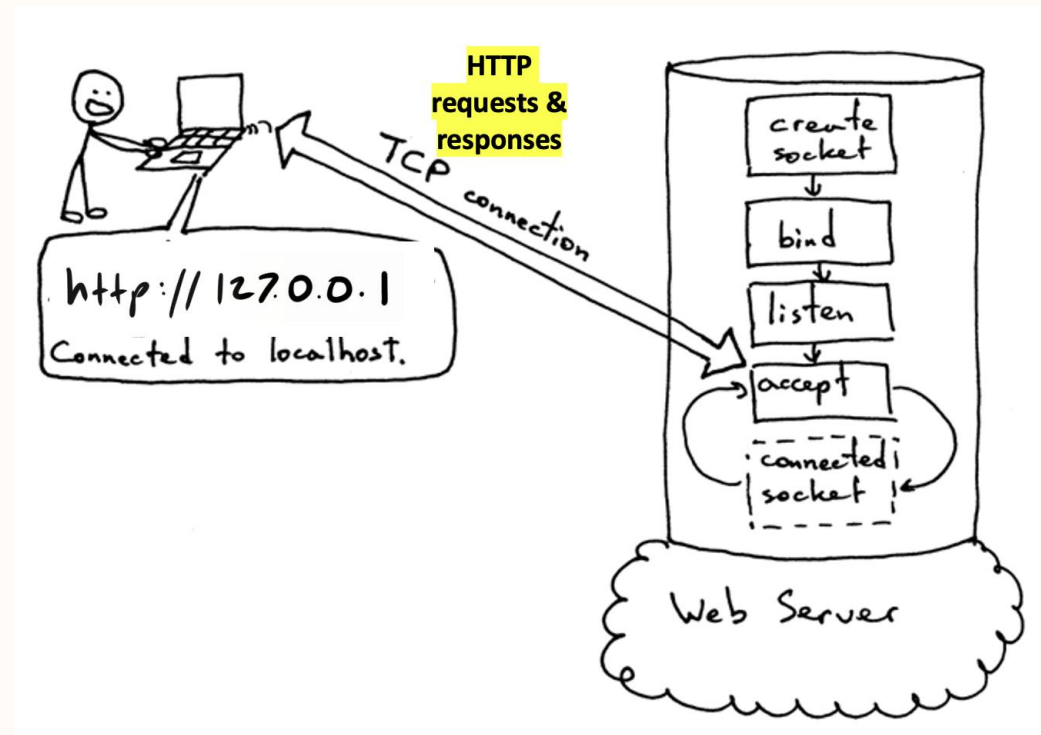 HTTP
requests &
responses
TCP connection
http://127.0.0.1
Connected to localhost.
create
socket
bind
listen
accept
connected
socket
Web Server